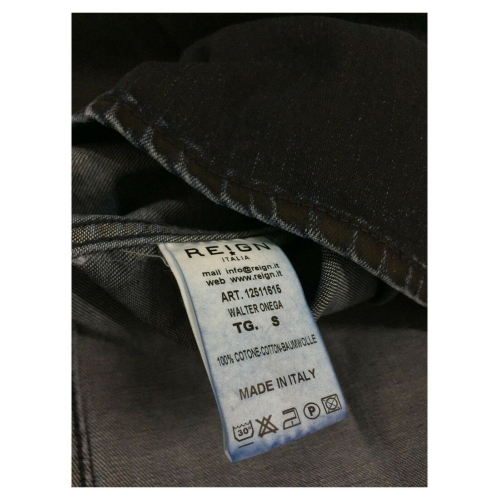 REIGN
ITALIA
mail info@reign.it
web www.reign.it
ART. 12511615
WALTER ONEGA
TG. S
100% COTONE-COTTON-BAUMWOLLE
MADE IN ITALY
30°
P